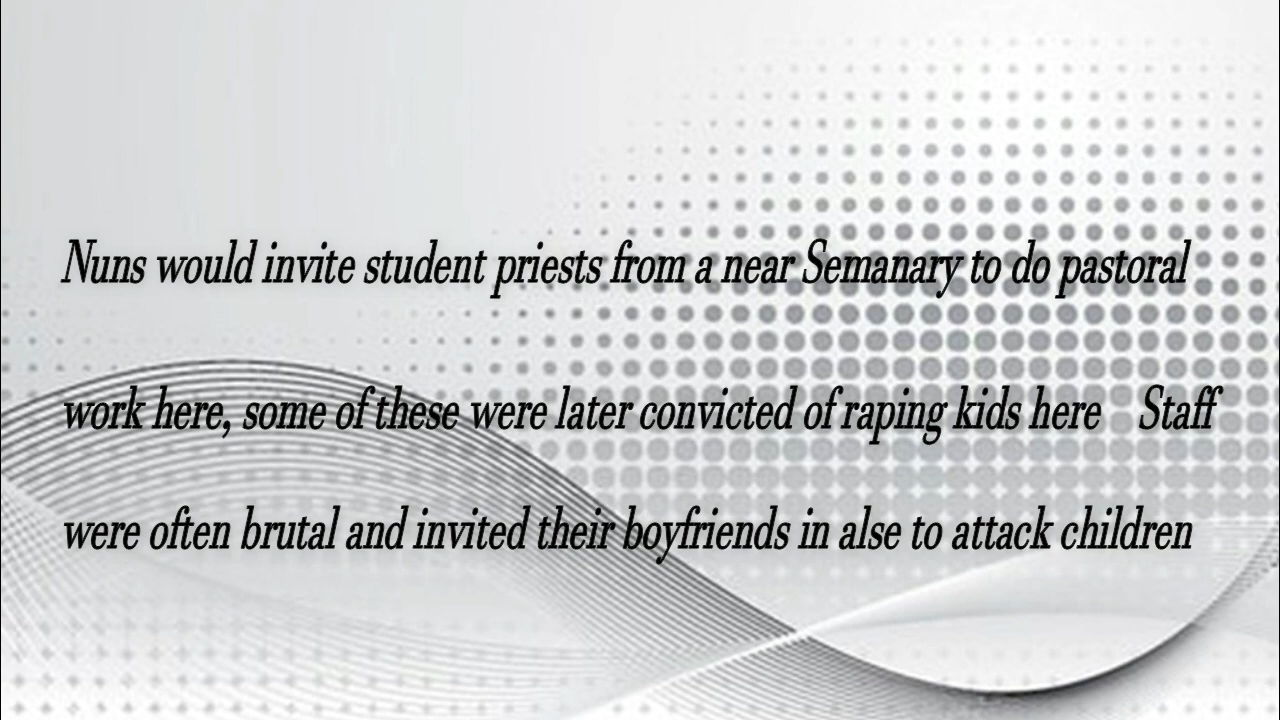 Nuns would invite student priests from a near Semanary to do pastoral
work here, some of these were later convicted of raping kids here Staff
were often brutal and invited their boyfriends in alse to attack children